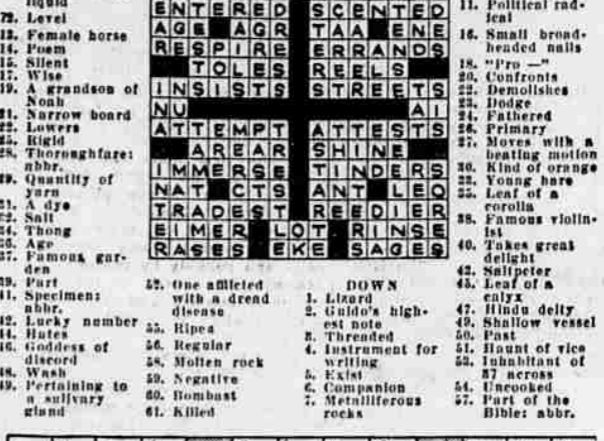 liquid
12. Level
13. Female horse
14. Poem
15. Silent
17. Wise
19. A grandson of
Noah
21. Narrow board
22. Lowers
25. Rigid
28. Thoroughfare:
abbr.
29. Quantity of
yarn
31. A dye
32. Salt
34. Thong
36. Age
37. Famous gar-
den
39. Part
41. Specimen:
abbr.
42. Lucky number
44. Hates
46. Goddess of
discord
48. Wash
49. Pertaining to
a salivary
gland
ENTERED SCENTED
AGE AGR TAA ENE
RESPIRE ERRANDS
TOLES REELS
INSISTS STREETS
NU AI
ATTEMPT ATTESTS
AREAR SHINE
IMMERSE TINDERS
NAT CTS ANT LEO
TRADEST REEDIER
EIMER LOT RINSE
RASES EKE SAGES
52. One afflicted
with a dread
disease
55. Ripea
56. Regular
58. Molten rock
59. Negative
60. Bombast
61. Killed
DOWN
1. Lizard
2. Guido's high-
est note
3. Threaded
4. Instrument for
writing
5. Exist
6. Companion
7. Metalliferous
rocks
11. Political rad-
ical
16. Small broad-
headed nails
18. "Pro —"
20. Confronts
22. Demolishes
23. Dodge
24. Fathered
26. Primary
27. Moves with a
beating motion
30. Kind of orange
33. Young hare
35. Leaf of a
corolla
38. Famous violin-
ist
40. Takes great
delight
43. Saltpeter
45. Leaf of a
calyx
47. Hindu deity
49. Shallow vessel
50. Past
51. Haunt of vice
53. Inhabitant of
37 across
54. Uncooked
57. Part of the
Bible: abbr.